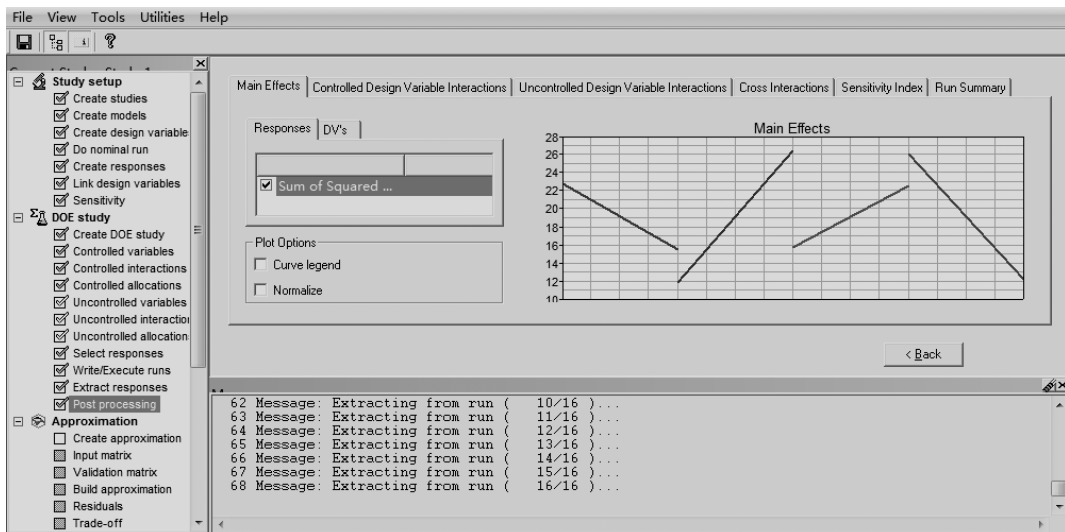 File View Tools Utilities Help
Study setup
Create studies
Create models
Create design variable
Do nominal run
Create responses
Link design variables
Sensitivity
DOE study
Create DOE study
Controlled variables
Controlled interactions
Controlled allocations
Uncontrolled variables
Uncontrolled interaction
Uncontrolled allocation
Select responses
Write/Execute runs
Extract responses
Post processing
Approximation
Create approximation
Input matrix
Validation matrix
Build approximation
Residuals
Trade-off
Main Effects Controlled Design Variable Interactions Uncontrolled Design Variable Interactions Cross Interactions Sensitivity Index Run Summary
Responses DV's
Sum of Squared ...
Plot Options
Curve legend
Normalize
Main Effects
28
26
24
22
20
18
16
14
12
10
< Back
62 Message: Extracting from run ( 10/16 )...
63 Message: Extracting from run ( 11/16 )...
64 Message: Extracting from run ( 12/16 )...
65 Message: Extracting from run ( 13/16 )...
66 Message: Extracting from run ( 14/16 )...
67 Message: Extracting from run ( 15/16 )...
68 Message: Extracting from run ( 16/16 )...